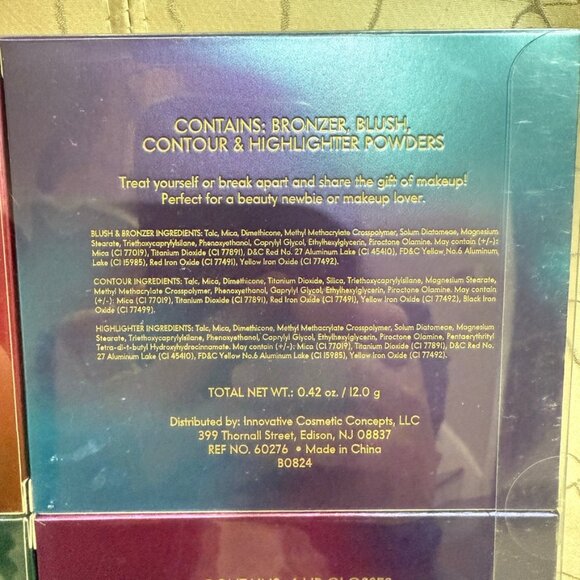 CONTAINS: BRONZER, BLUSH,
CONTOUR & HIGHLIGHTER POWDERS
Treat yourself or break apart and share the gift of makeup!
Perfect for a beauty newbie or makeup lover.
BLUSH & BRONZER INGREDIENTS: Talc, Mica, Dimethicone, Methyl Methacrylate Crosspolymer, Solum Diatomeae, Magnesium
Stearate, Triethoxycaprylylsilane, Phenoxyethanol, Caprylyl Glycol, Ethylhexylglycerin, Piroctone Olamine. May contain (+/-):
Mica (CI 77019), Titanium Dioxide (CI 77891), D&C Red No. 27 Aluminum Lake (CI 45410), FD&C Yellow No.6 Aluminum
Lake (CI 15985), Red Iron Oxide (CI 77491), Yellow Iron Oxide (CI 77492).
CONTOUR INGREDIENTS: Talc, Mica, Dimethicone, Titanium Dioxide, Silica, Triethoxycaprylylsilane, Magnesium Stearate,
Methyl Methacrylate Crosspolymer, Phenoxyethanol, Caprylyl Glycol, Ethylhexylglycerin, Piroctone Olamine. May contain
(+/-): Mica (CI 77019), Titanium Dioxide (CI 77891), Red Iron Oxide (CI 77491), Yellow Iron Oxide (CI 77492), Black Iron
Oxide (CI 77499).
HIGHLIGHTER INGREDIENTS: Talc, Mica, Dimethicone, Methyl Methacrylate Crosspolymer, Solum Diatomeae, Magnesium
Stearate, Triethoxycaprylylsilane, Phenoxyethanol, Caprylyl Glycol, Ethylhexylglycerin, Piroctone Olamine, Pentaerythrityl
Tetra-di-t-butyl Hydroxyhydrocinnamate. May contain (+/-): Mica (CI 77019), Titanium Dioxide (CI 77891), D&C Red No.
27 Aluminum Lake (CI 45410), FD&C Yellow No.6 Aluminum Lake (CI 15985), Yellow Iron Oxide (CI 77492).
TOTAL NET WT.: 0.42 oz. / 12.0 g
Distributed by: Innovative Cosmetic Concepts, LLC
399 Thornall Street, Edison, NJ 08837
REF NO. 60276 • Made in China
B0824